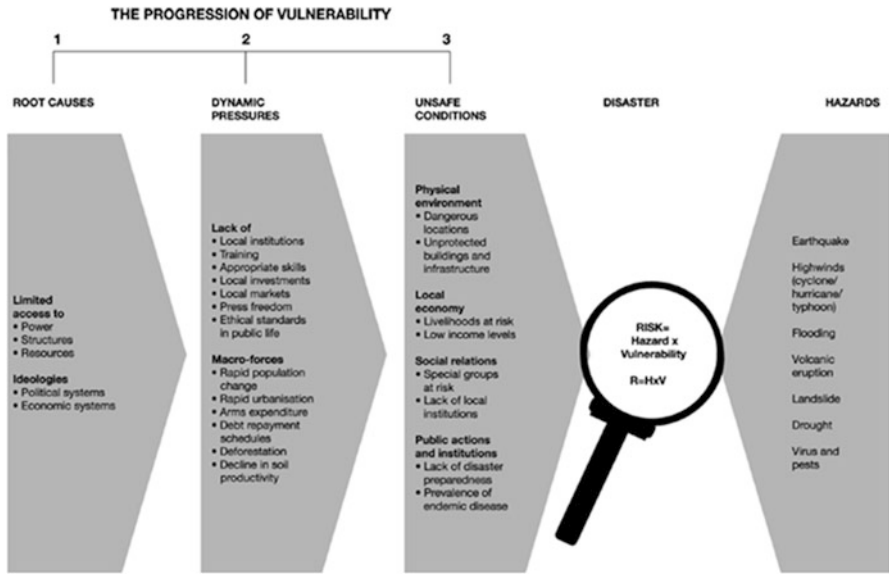 THE PROGRESSION OF VULNERABILITY
1
2
3
ROOT CAUSES
DYNAMIC
PRESSURES
UNSAFE
CONDITIONS
DISASTER
HAZARDS
Limited
access to
• Power
• Structures
• Resources
Ideologies
• Political systems
• Economic systems
Lack of
• Local institutions
• Training
• Appropriate skills
• Local investments
• Local markets
• Press freedom
• Ethical standards
in public life
Macro-forces
• Rapid population
change
• Rapid urbanisation
• Arms expenditure
• Debt repayment
schedules
• Deforestation
• Decline in soil
productivity
Physical
environment
• Dangerous
locations
• Unprotected
buildings and
infrastructure
Local
economy
• Livelihoods at risk
• Low income levels
Social relations
• Special groups
at risk
• Lack of local
institutions
Public actions
and institutions
• Lack of disaster
preparedness
• Prevalence of
endemic disease
RISK=
Hazard x
Vulnerability
R=HxV
Earthquake
Highwinds
(cyclone/
hurricane/
typhoon)
Flooding
Volcanic
eruption
Landslide
Drought
Virus and
pests